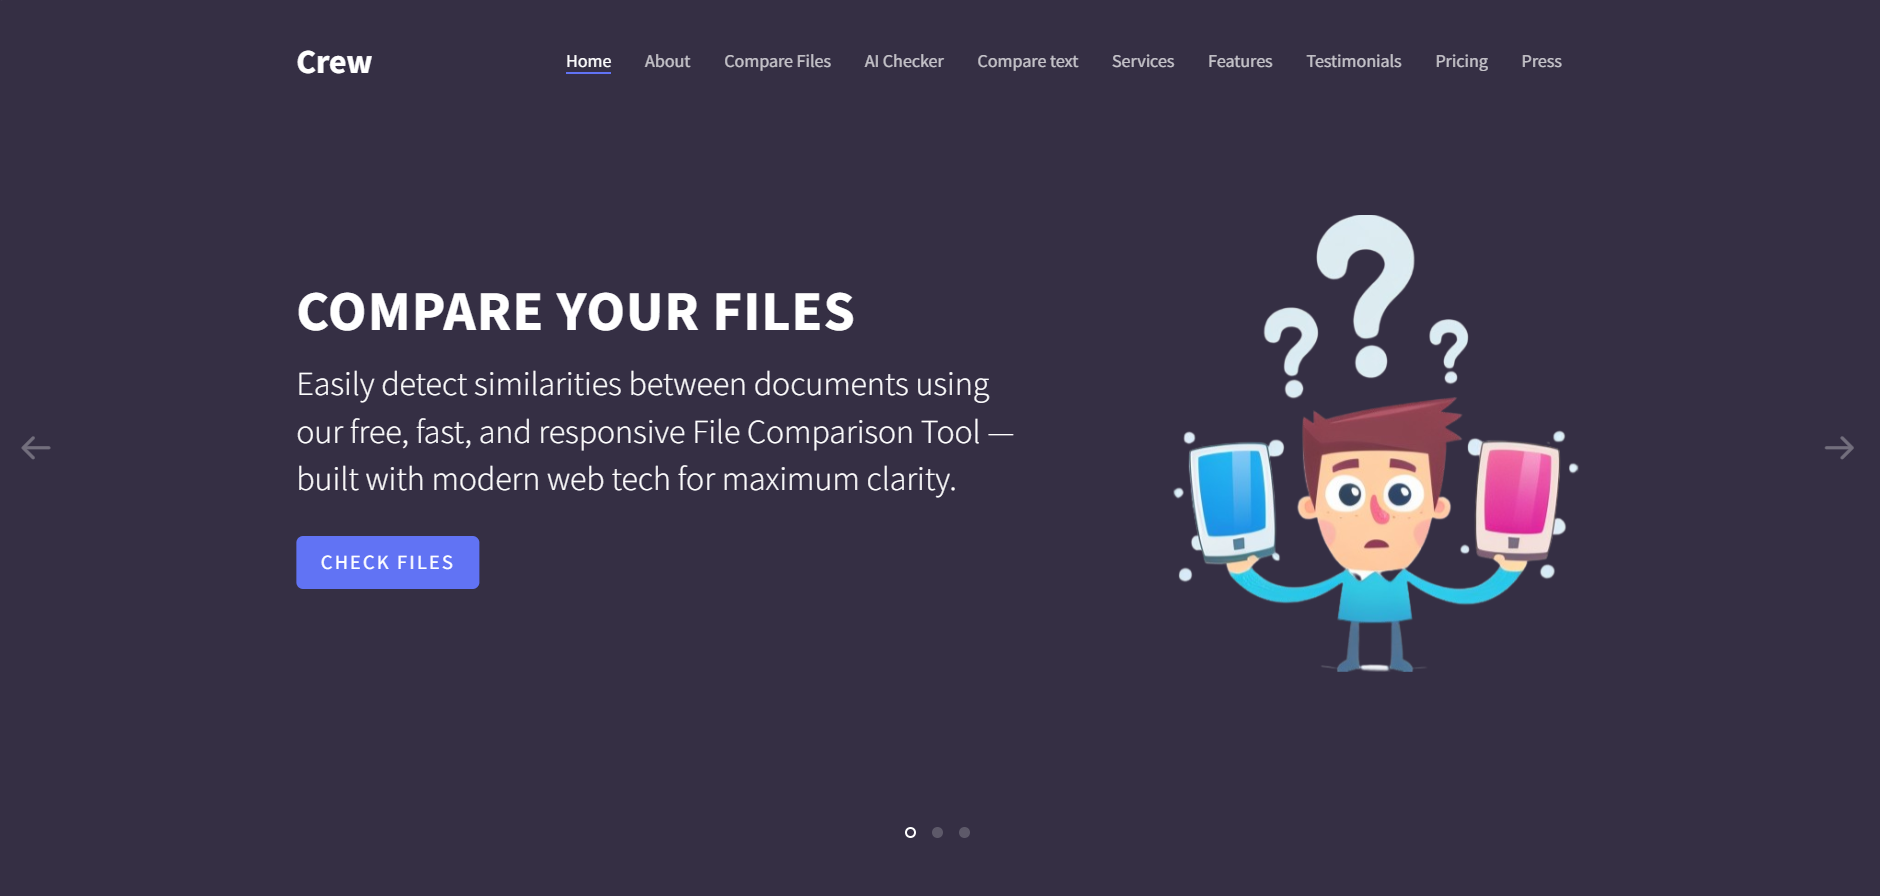 Crew
Home About Compare Files AI Checker Compare text Services Features Testimonials Pricing Press
COMPARE YOUR FILES
Easily detect similarities between documents using
our free, fast, and responsive File Comparison Tool —
built with modern web tech for maximum clarity.
CHECK FILES
? ? ?